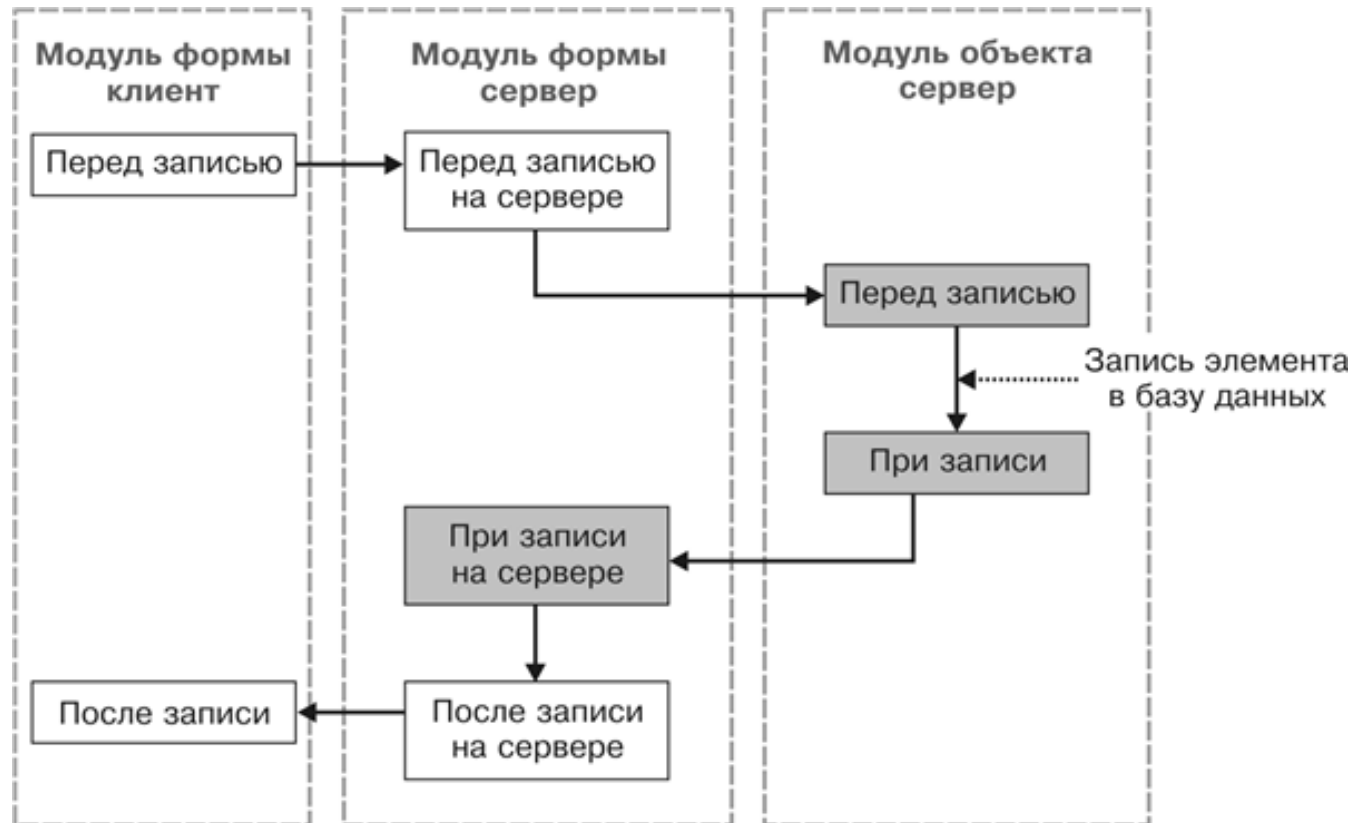 Модуль формы
клиент
Модуль формы
сервер
Модуль объекта
сервер
Перед записью
Перед записью
на сервере
Перед записью
Запись элемента
в базу данных
При записи
При записи
на сервере
После записи
После записи
на сервере